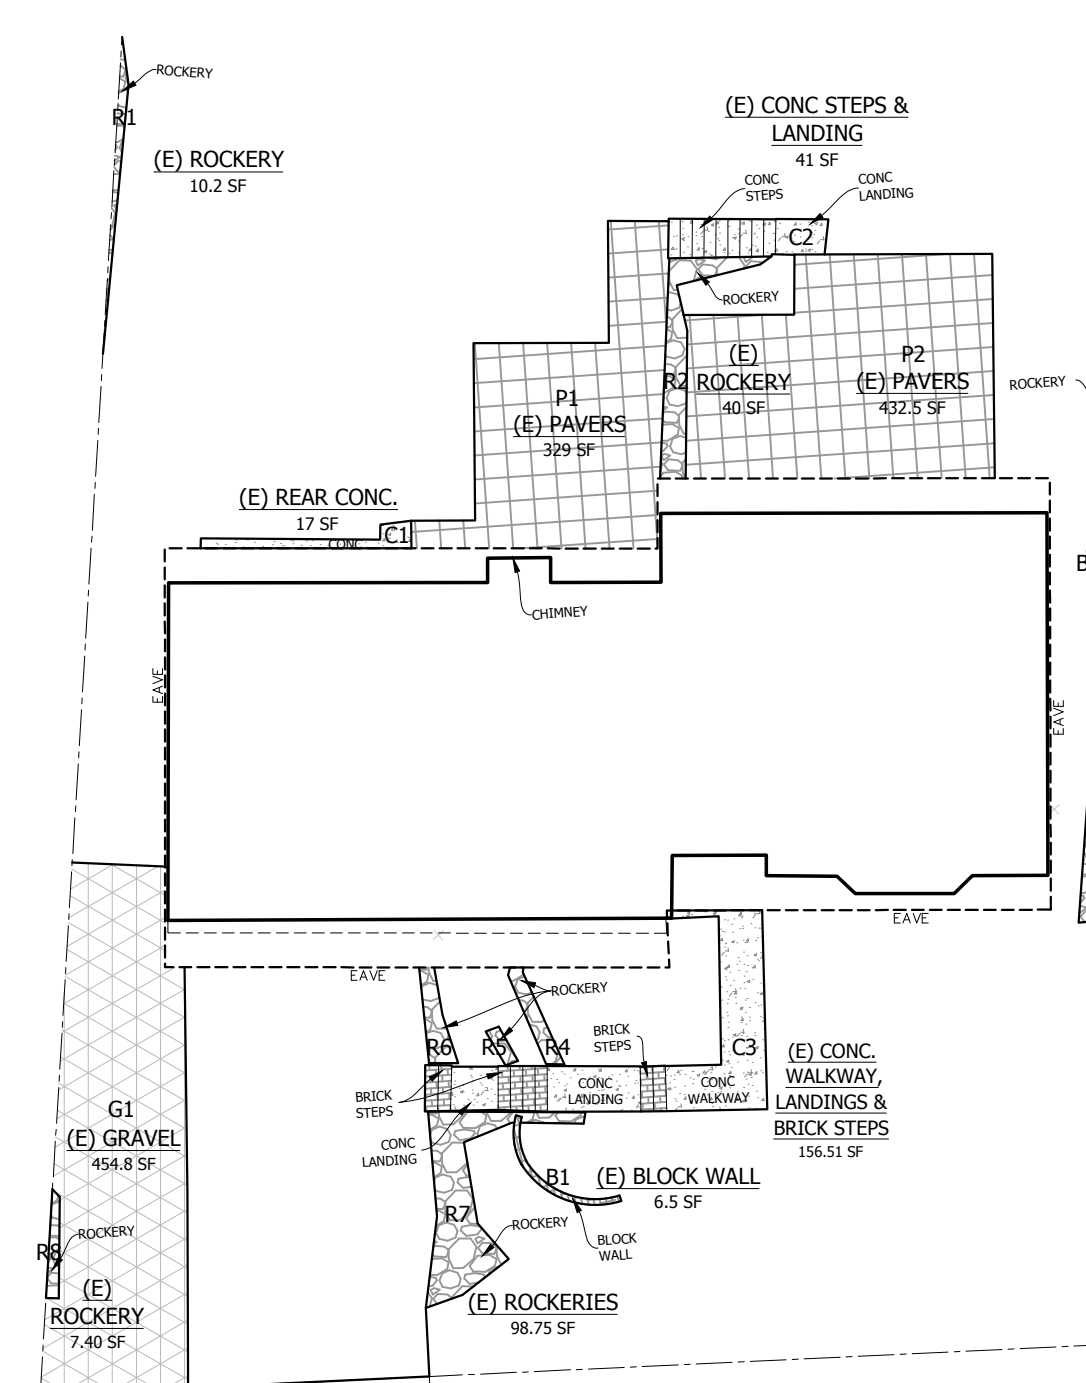 ROCKERY
R1
(E) ROCKERY
10.2 SF
(E) CONC STEPS &
LANDING
41 SF
CONC
STEPS
CONC
LANDING
C2
ROCKERY
R2
(E)
ROCKERY
40 SF
P2
(E) PAVERS
432.5 SF
ROCKERY
P1
(E) PAVERS
329 SF
(E) REAR CONC.
17 SF
CONC
C1
B
CHIMNEY
EAVE
EAVE
EAVE
EAVE
ROCKERY
R6
R5
R4
BRICK
STEPS
C3
(E) CONC.
WALKWAY,
LANDINGS &
BRICK STEPS
156.51 SF
BRICK
STEPS
CONC
LANDING
CONC
WALKWAY
CONC
LANDING
G1
(E) GRAVEL
454.8 SF
B1
(E) BLOCK WALL
6.5 SF
R7
ROCKERY
BLOCK
WALL
ROCKERY
R8
(E)
ROCKERY
7.40 SF
(E) ROCKERIES
98.75 SF